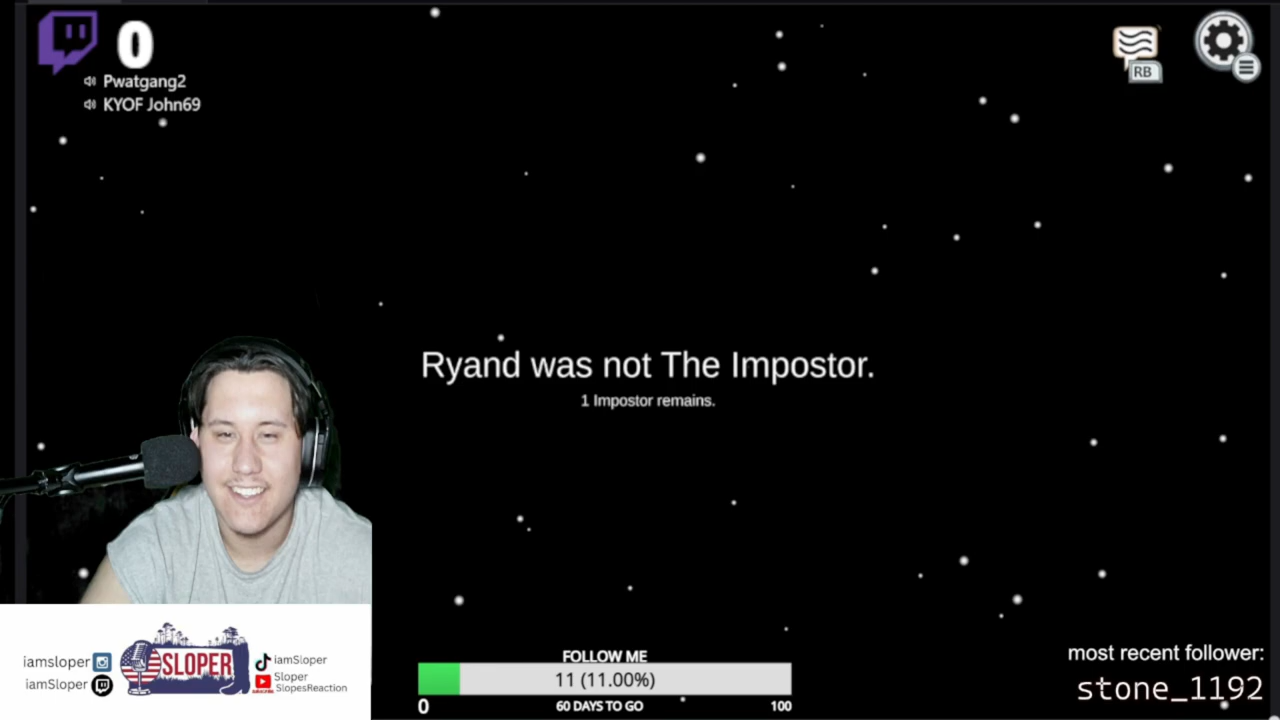 0
Pwatgang2
KYOF John69
RB
Ryand was not The Impostor.
1 Impostor remains.
iamsloper
iamSloper
SLOPER
iamSloper
Sloper
SlopesReaction
FOLLOW ME
11 (11.00%)
0 60 DAYS TO GO 100
most recent follower:
stone_1192